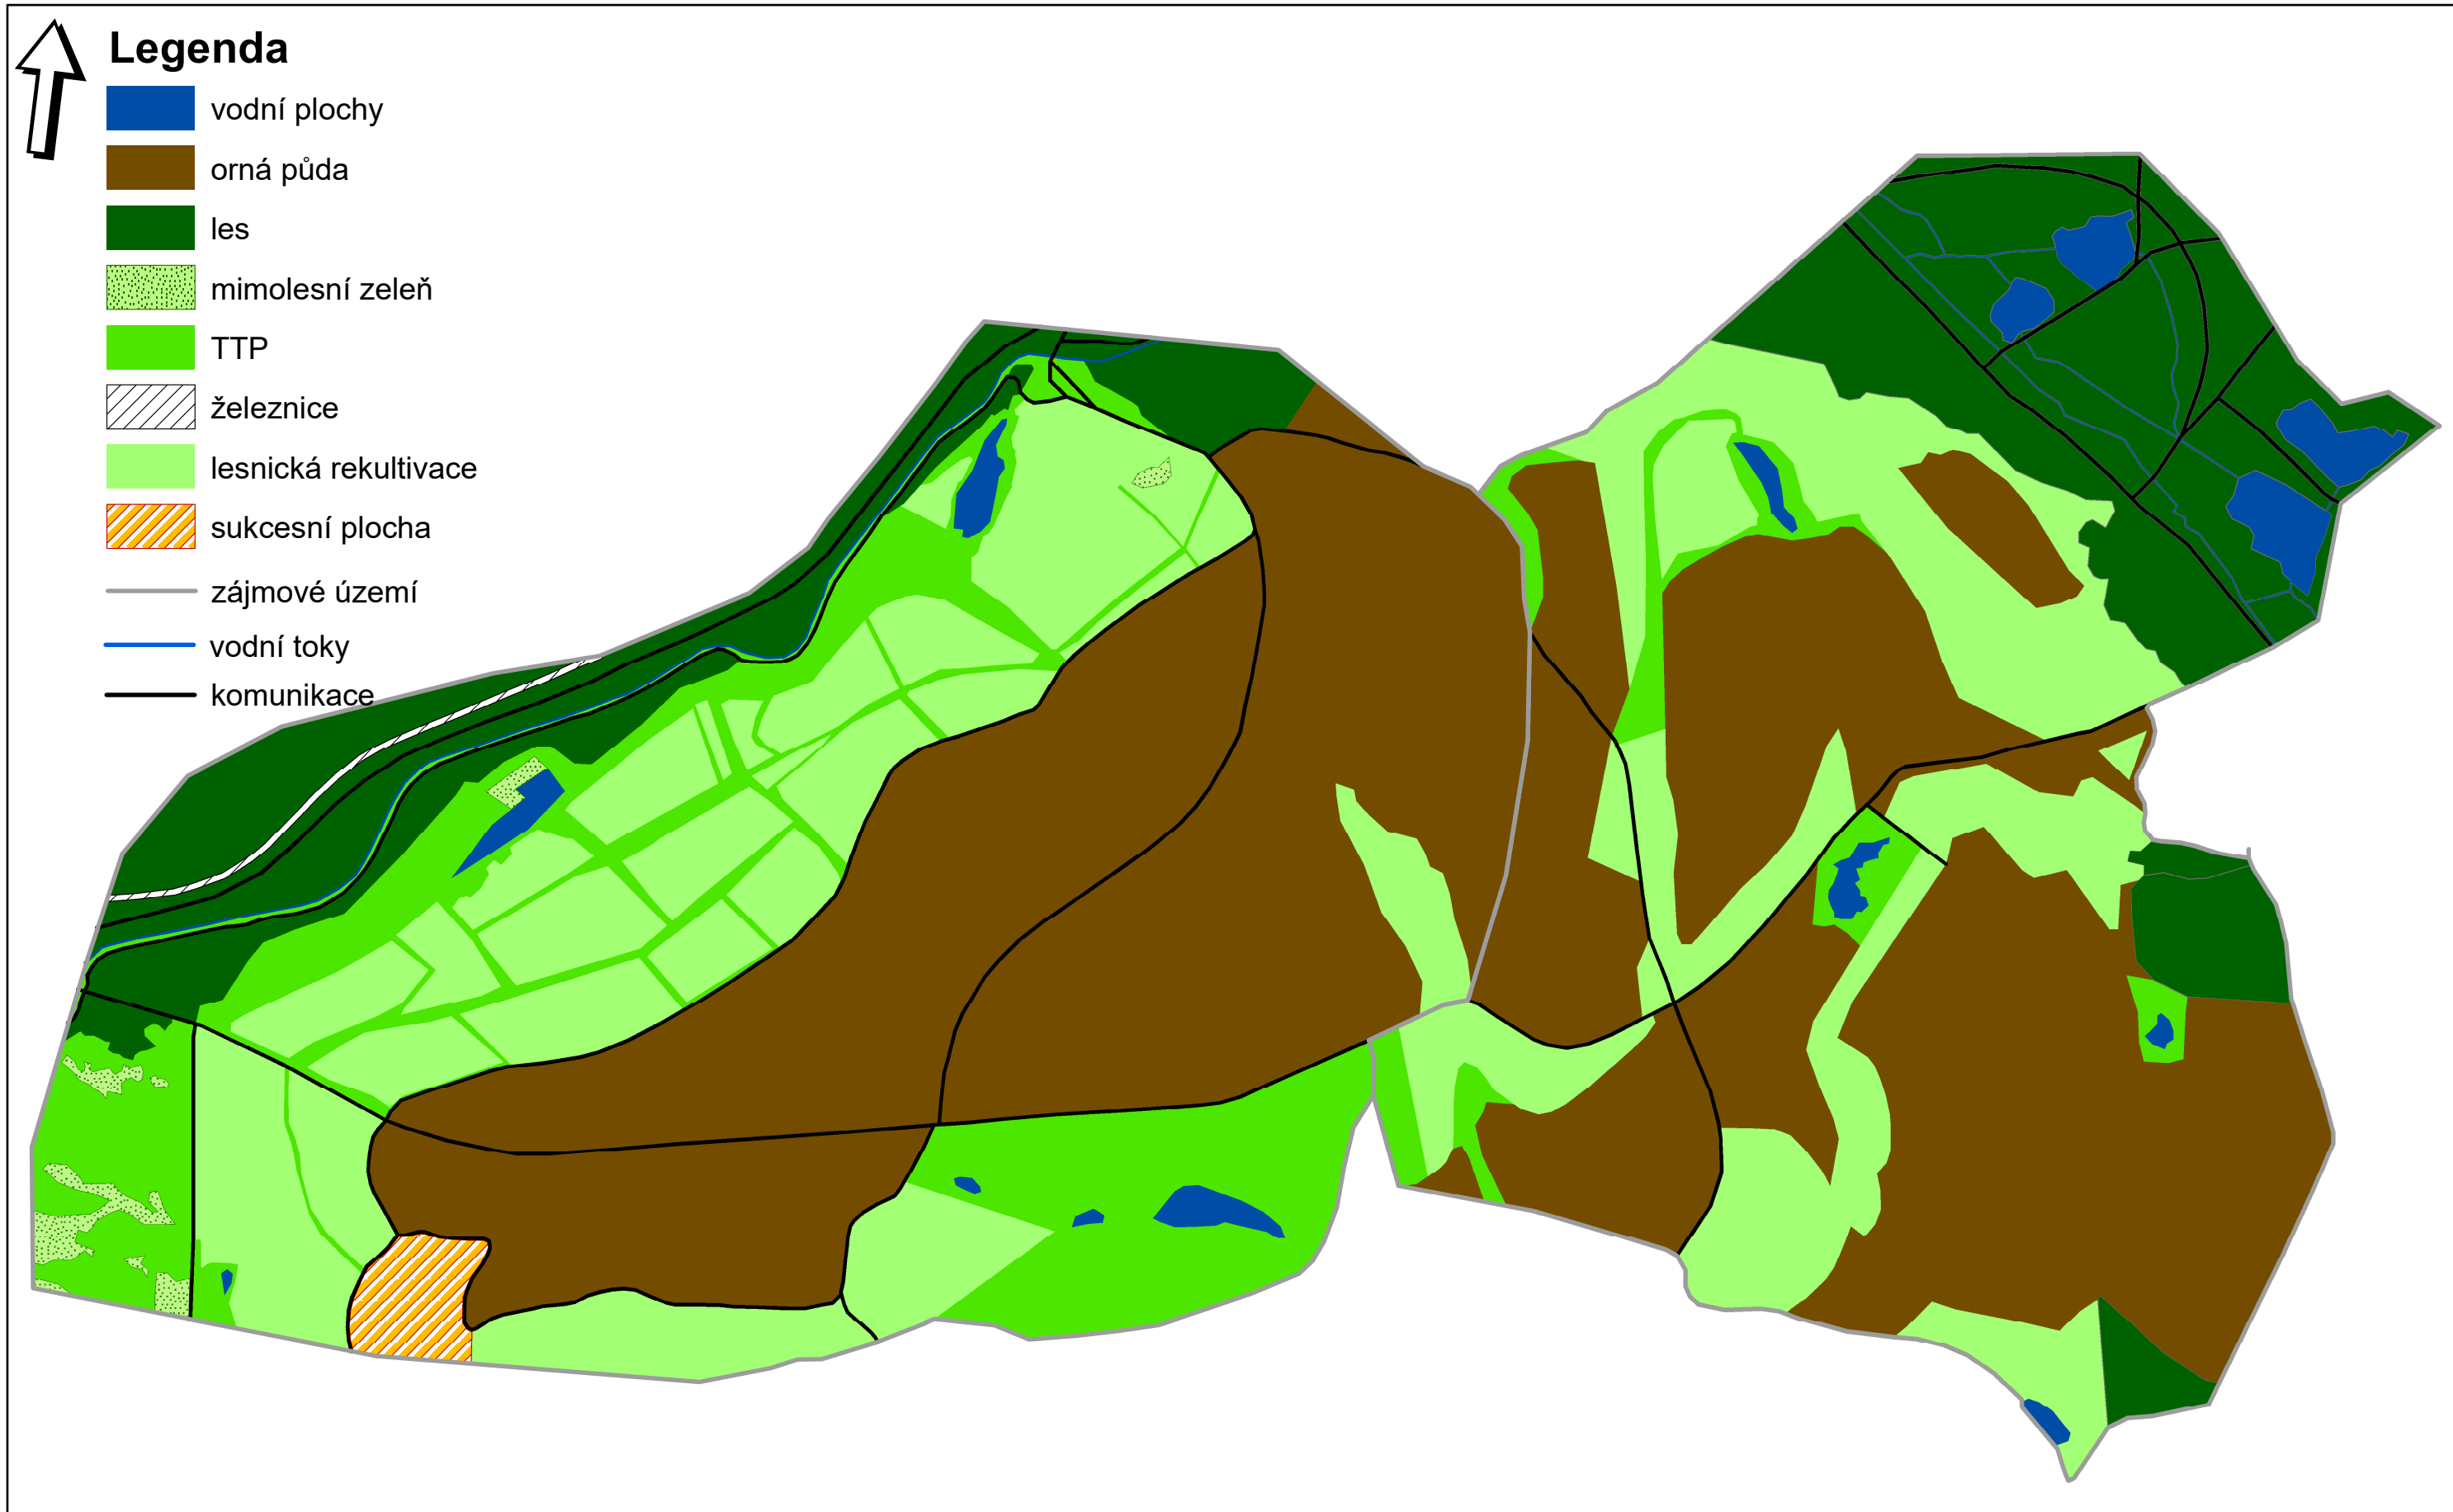 Legenda
vodní plochy
orná půda
les
mimolesní zeleň
TTP
železnice
lesnická rekultivace
sukcesní plocha
zájmové území
vodní toky
komunikace